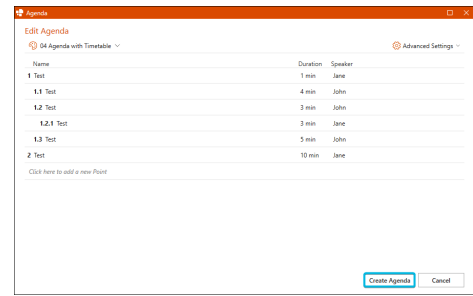 Agenda
Edit Agenda
04 Agenda with Timetable
Advanced Settings
Name Duration Speaker
1 Test 1 min Jane
1.1 Test 4 min John
1.2 Test 3 min John
1.2.1 Test 3 min Jane
1.3 Test 5 min John
2 Test 10 min Jane
Click here to add a new Point
Create Agenda Cancel